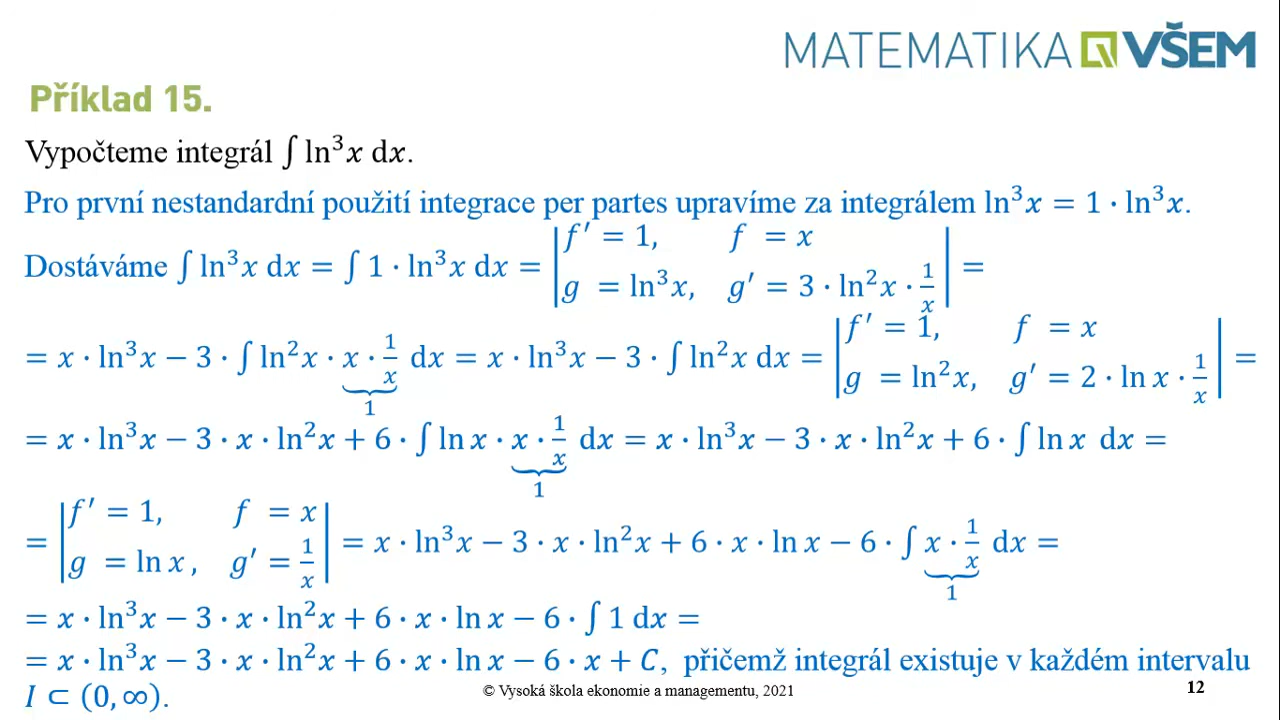 MATEMATIKA VŠEM
Příklad 15.
Vypočteme integrál ∫ ln³x dx.
Pro první nestandardní použití integrace per partes upravíme za integrálem ln³x = 1 · ln³x.
Dostáváme ∫ ln³x dx = ∫ 1 · ln³x dx = | f′ = 1, f = x ; g = ln³x, g′ = 3 · ln²x · 1/x | =
= x · ln³x − 3 · ∫ ln²x · x · 1/x dx = x · ln³x − 3 · ∫ ln²x dx = | f′ = 1, f = x ; g = ln²x, g′ = 2 · ln x · 1/x | =
1
= x · ln³x − 3 · x · ln²x + 6 · ∫ ln x · x · 1/x dx = x · ln³x − 3 · x · ln²x + 6 · ∫ ln x dx =
1
= | f′ = 1, f = x ; g = ln x, g′ = 1/x | = x · ln³x − 3 · x · ln²x + 6 · x · ln x − 6 · ∫ x · 1/x dx =
1
= x · ln³x − 3 · x · ln²x + 6 · x · ln x − 6 · ∫ 1 dx =
= x · ln³x − 3 · x · ln²x + 6 · x · ln x − 6 · x + C, přičemž integrál existuje v každém intervalu
I ⊂ (0, ∞).
© Vysoká škola ekonomie a managementu, 2021
12